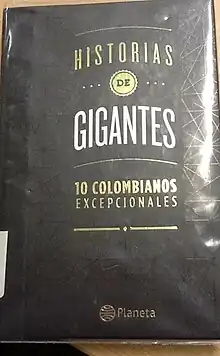 HISTORIAS
DE
GIGANTES
10 COLOMBIANOS
EXCEPCIONALES
Planeta